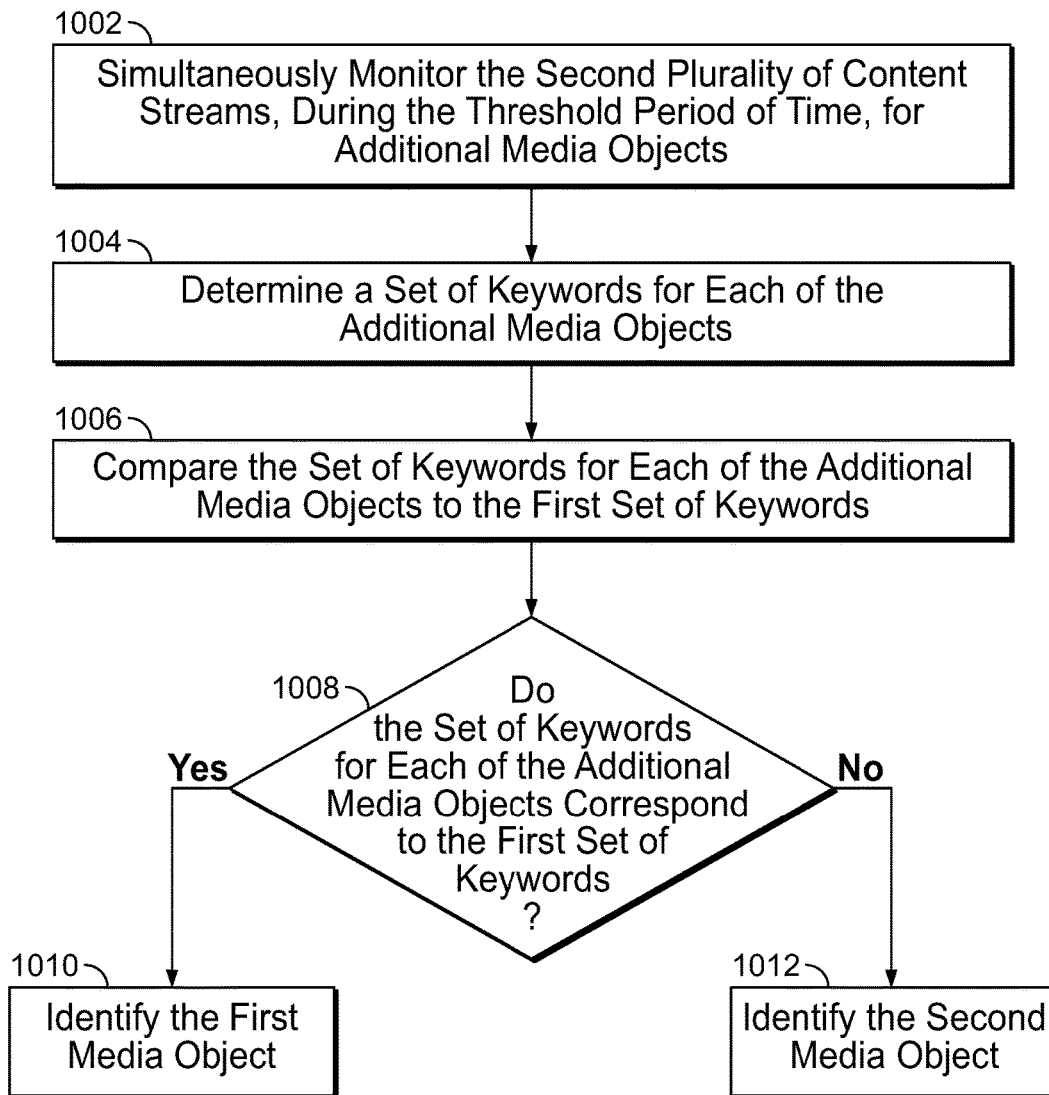 1002
Simultaneously Monitor the Second Plurality of Content
Streams, During the Threshold Period of Time, for
Additional Media Objects
1004
Determine a Set of Keywords for Each of the
Additional Media Objects
1006
Compare the Set of Keywords for Each of the Additional
Media Objects to the First Set of Keywords
1008
Do
the Set of Keywords
for Each of the Additional
Media Objects Correspond
to the First Set of
Keywords
?
Yes
No
1010
Identify the First
Media Object
1012
Identify the Second
Media Object